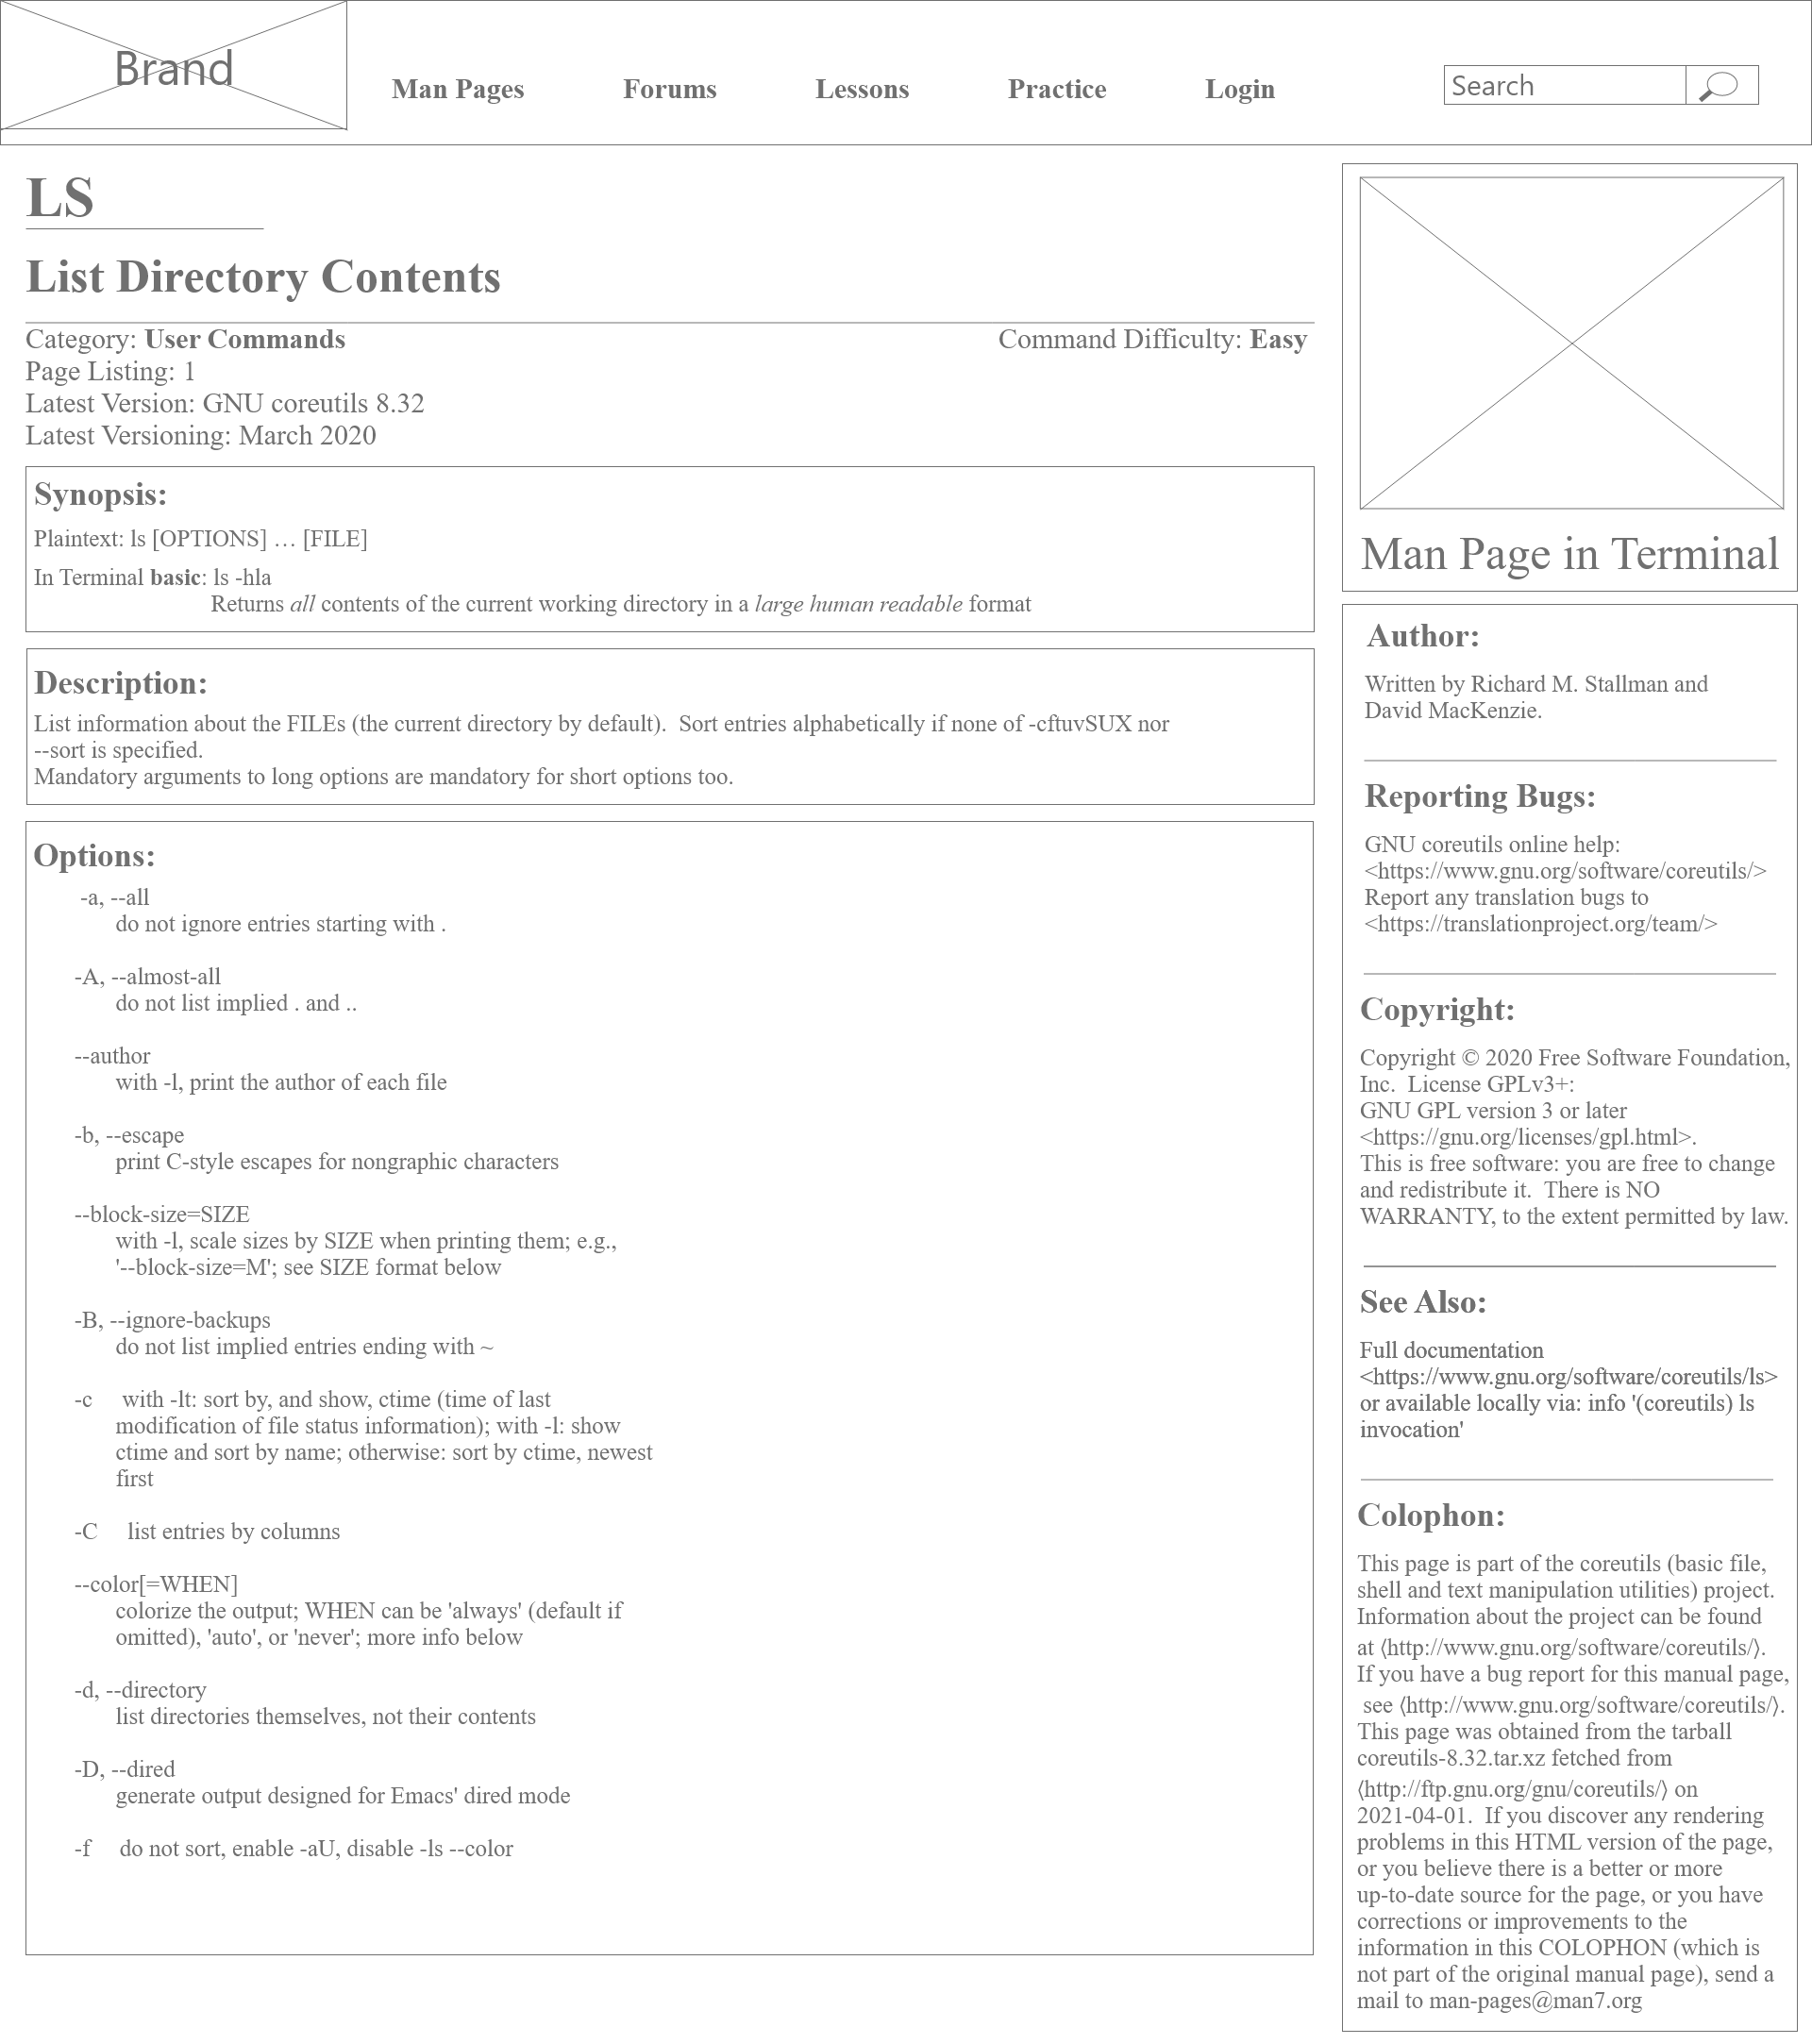 Brand
Man Pages
Forums
Lessons
Practice
Login
Search
LS
List Directory Contents
Category: User Commands
Command Difficulty: Easy
Page Listing: 1
Latest Version: GNU coreutils 8.32
Latest Versioning: March 2020
Synopsis:
Plaintext: ls [OPTIONS] … [FILE]
In Terminal basic: ls -hla
Returns all contents of the current working directory in a large human readable format
Description:
List information about the FILEs (the current directory by default).  Sort entries alphabetically if none of -cftuvSUX nor
--sort is specified.
Mandatory arguments to long options are mandatory for short options too.
Options:
-a, --all
do not ignore entries starting with .
-A, --almost-all
do not list implied . and ..
--author
with -l, print the author of each file
-b, --escape
print C-style escapes for nongraphic characters
--block-size=SIZE
with -l, scale sizes by SIZE when printing them; e.g.,
'--block-size=M'; see SIZE format below
-B, --ignore-backups
do not list implied entries ending with ~
-c     with -lt: sort by, and show, ctime (time of last
modification of file status information); with -l: show
ctime and sort by name; otherwise: sort by ctime, newest
first
-C     list entries by columns
--color[=WHEN]
colorize the output; WHEN can be 'always' (default if
omitted), 'auto', or 'never'; more info below
-d, --directory
list directories themselves, not their contents
-D, --dired
generate output designed for Emacs' dired mode
-f     do not sort, enable -aU, disable -ls --color
Man Page in Terminal
Author:
Written by Richard M. Stallman and
David MacKenzie.
Reporting Bugs:
GNU coreutils online help:
<https://www.gnu.org/software/coreutils/>
Report any translation bugs to
<https://translationproject.org/team/>
Copyright:
Copyright © 2020 Free Software Foundation,
Inc.  License GPLv3+:
GNU GPL version 3 or later
<https://gnu.org/licenses/gpl.html>.
This is free software: you are free to change
and redistribute it.  There is NO
WARRANTY, to the extent permitted by law.
See Also:
Full documentation
<https://www.gnu.org/software/coreutils/ls>
or available locally via: info '(coreutils) ls
invocation'
Colophon:
This page is part of the coreutils (basic file,
shell and text manipulation utilities) project.
Information about the project can be found
at ⟨http://www.gnu.org/software/coreutils/⟩.
If you have a bug report for this manual page,
see ⟨http://www.gnu.org/software/coreutils/⟩.
This page was obtained from the tarball
coreutils-8.32.tar.xz fetched from
⟨http://ftp.gnu.org/gnu/coreutils/⟩ on
2021-04-01.  If you discover any rendering
problems in this HTML version of the page,
or you believe there is a better or more
up-to-date source for the page, or you have
corrections or improvements to the
information in this COLOPHON (which is
not part of the original manual page), send a
mail to man-pages@man7.org